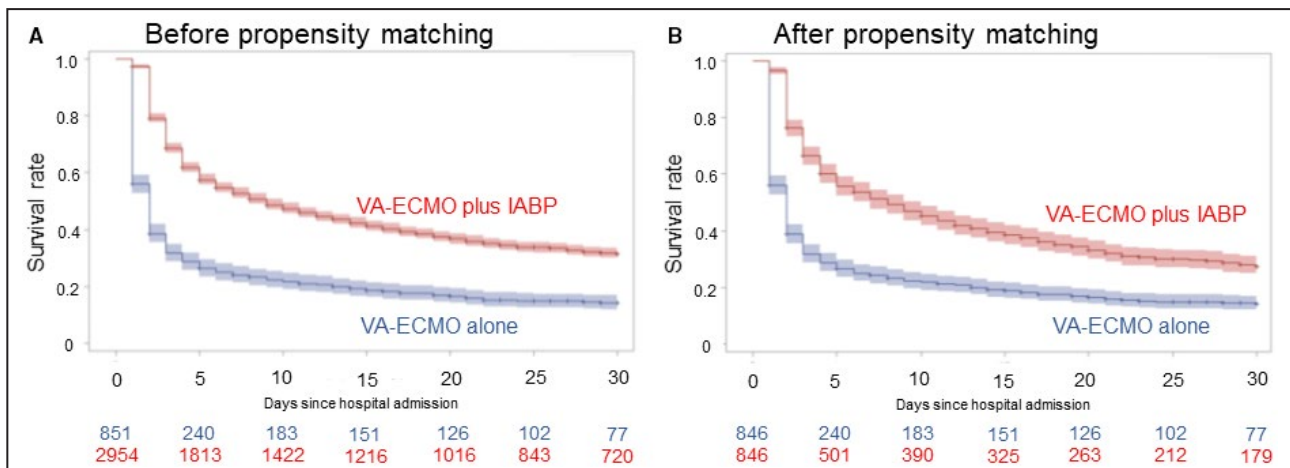 A Before propensity matching
1.0
0.8
0.6
0.4
0.2
0
Survival rate
VA-ECMO plus IABP
VA-ECMO alone
0 5 10 15 20 25 30
Days since hospital admission
851 240 183 151 126 102 77
2954 1813 1422 1216 1016 843 720
B After propensity matching
1.0
0.8
0.6
0.4
0.2
0
Survival rate
VA-ECMO plus IABP
VA-ECMO alone
0 5 10 15 20 25 30
Days since hospital admission
846 240 183 151 126 102 77
846 501 390 325 263 212 179